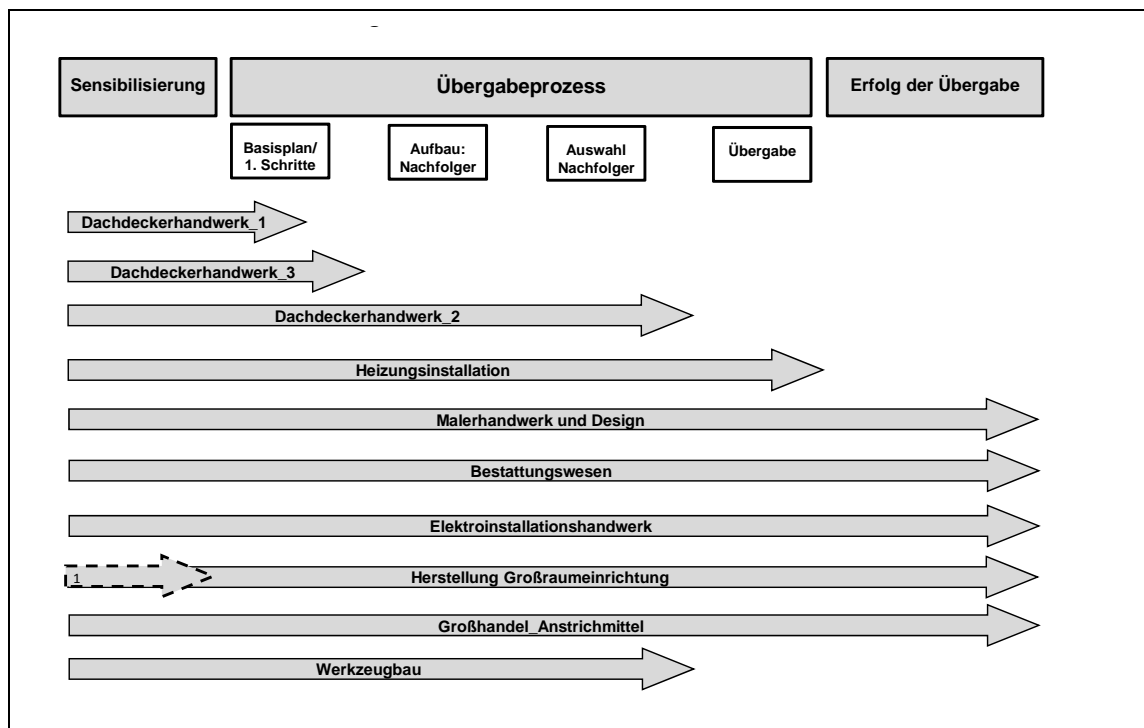 Sensibilisierung
Übergabeprozess
Erfolg der Übergabe
Basisplan/
1. Schritte
Aufbau:
Nachfolger
Auswahl
Nachfolger
Übergabe
Dachdeckerhandwerk_1
Dachdeckerhandwerk_3
Dachdeckerhandwerk_2
Heizungsinstallation
Malerhandwerk und Design
Bestattungswesen
Elektroinstallationshandwerk
1
Herstellung Großraumeinrichtung
Großhandel_Anstrichmittel
Werkzeugbau